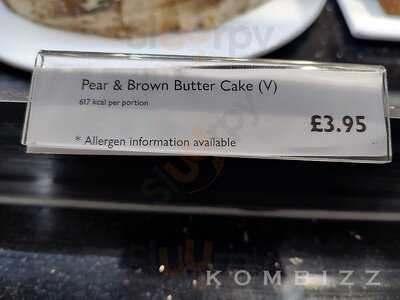 Pear & Brown Butter Cake (V)
617 kcal per portion
£3.95
* Allergen information available
KOMBIZZ